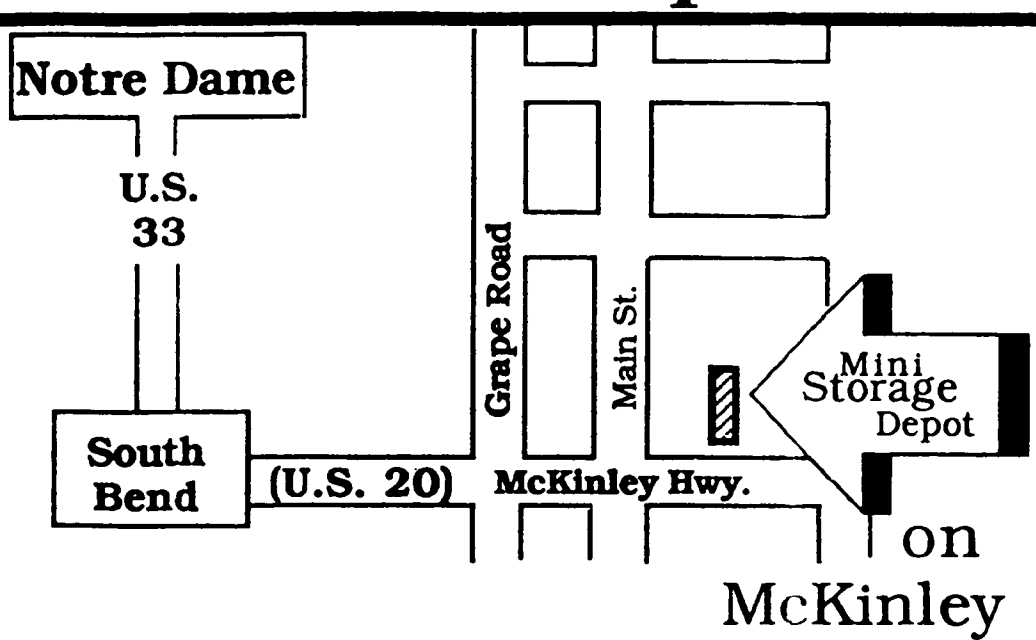 Notre Dame
U.S.
33
Grape Road
Main St.
Mini
Storage
Depot
South
Bend
(U.S. 20)
McKinley Hwy.
on
McKinley